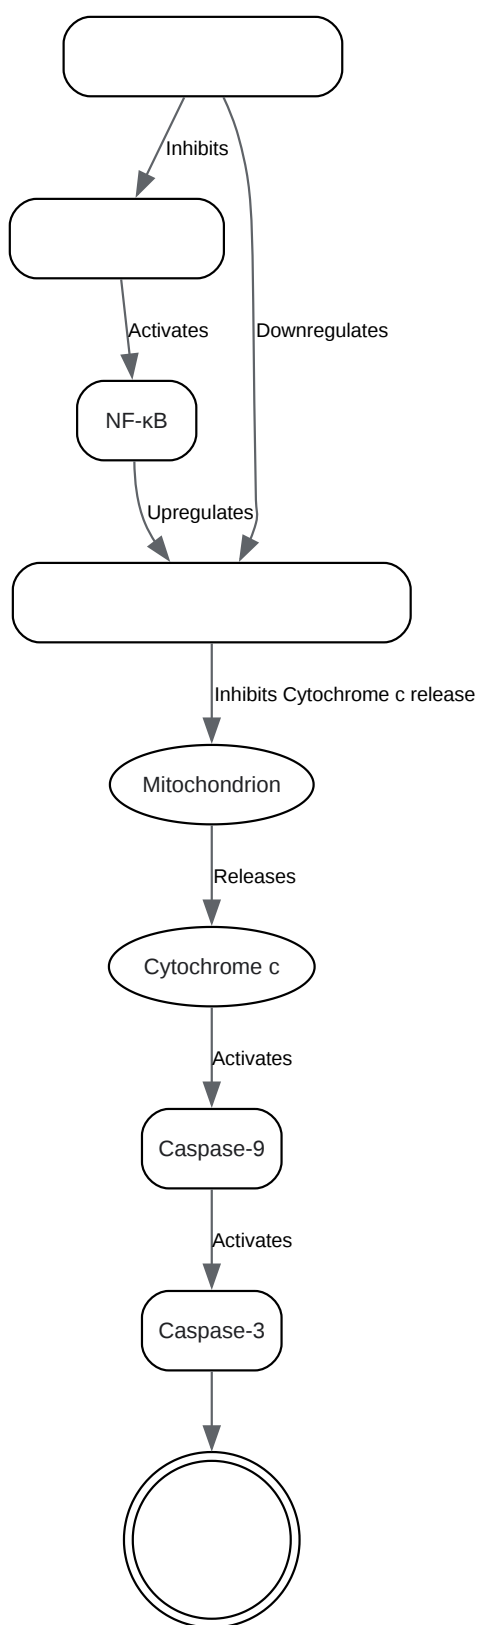 Inhibits
Activates
Downregulates
NF-κB
Upregulates
Inhibits Cytochrome c release
Mitochondrion
Releases
Cytochrome c
Activates
Caspase-9
Activates
Caspase-3